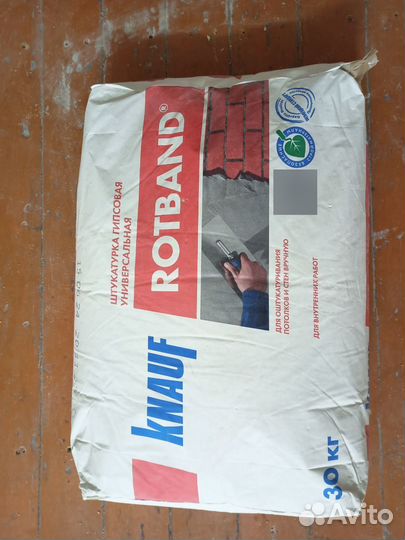 ШТУКАТУРКА ГИПСОВАЯ
УНИВЕРСАЛЬНАЯ
ROTBAND®
KNAUF
ДЛЯ ОШТУКАТУРИВАНИЯ
ПОТОЛКОВ И СТЕН ВРУЧНУЮ
ДЛЯ ВНУТРЕННИХ РАБОТ
30 КГ
Avito